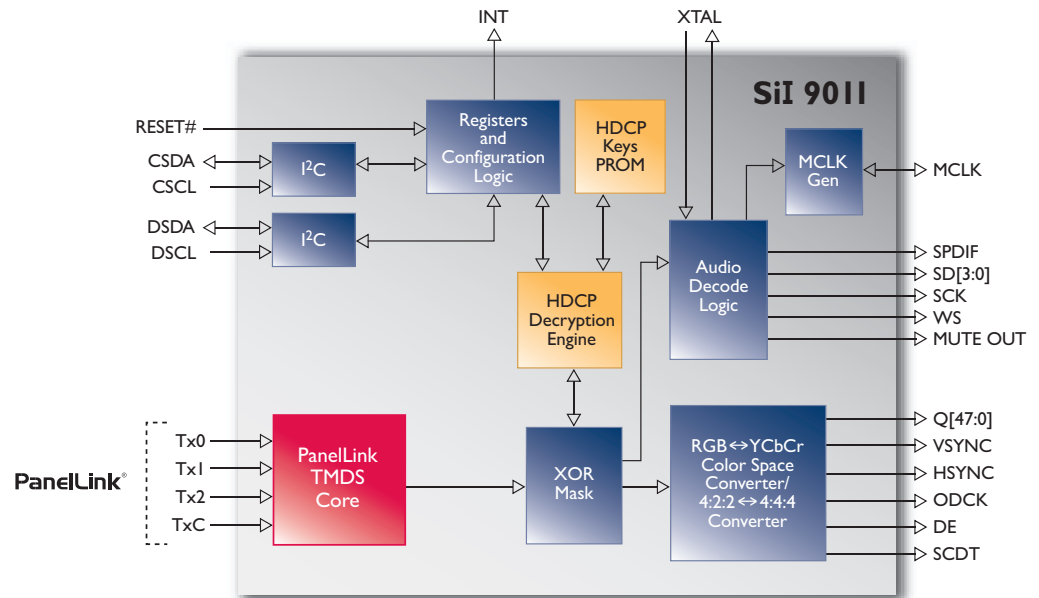 INT
XTAL
SiI 9011
RESET#
CSDA
CSCL
DSDA
DSCL
I²C
I²C
Registers
and
Configuration
Logic
HDCP
Keys
PROM
MCLK
Gen
MCLK
HDCP
Decryption
Engine
Audio
Decode
Logic
SPDIF
SD[3:0]
SCK
WS
MUTE OUT
PanelLink®
Tx0
Tx1
Tx2
TxC
PanelLink
TMDS
Core
XOR
Mask
RGB⇔YCbCr
Color Space
Converter/
4:2:2⇔4:4:4
Converter
Q[47:0]
VSYNC
HSYNC
ODCK
DE
SCDT